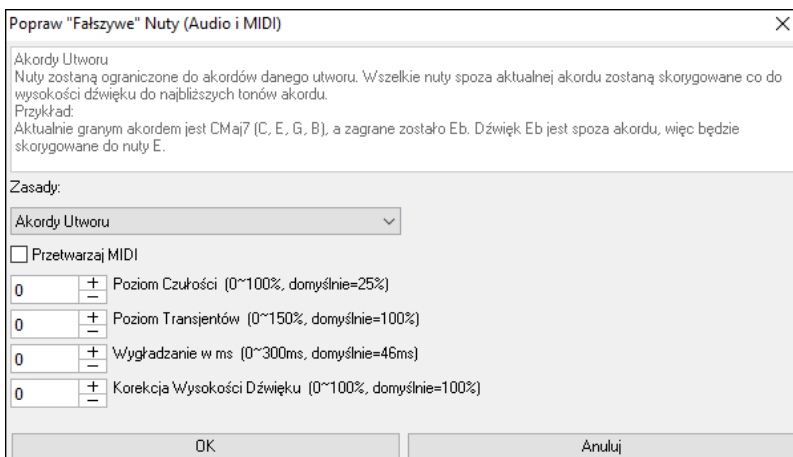 Popraw "Fałszywe" Nuty (Audio i MIDI)
Akordy Utworu
Nuty zostaną ograniczone do akordów danego utworu. Wszelkie nuty spoza aktualnej akordu zostaną skorygowane co do
wysokości dźwięku do najbliższych tonów akordu.
Przykład:
Aktualnie granym akordem jest CMaj7 (C, E, G, B), a zagrane zostało Eb. Dźwięk Eb jest spoza akordu, więc będzie
skorygowane do nuty E.
Zasady:
Akordy Utworu
Przetwarzaj MIDI
0 Poziom Czułości (0~100%, domyślnie=25%)
0 Poziom Transjentów (0~150%, domyślnie=100%)
0 Wygładzanie w ms (0~300ms, domyślnie=46ms)
0 Korekcja Wysokości Dźwięku (0~100%, domyślnie=100%)
OK Anuluj